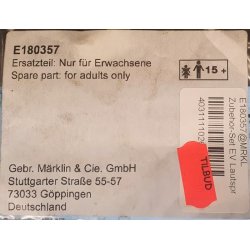 E180357
Ersatzteil: Nur für Erwachsene
Spare part: for adults only
15 +
Gebr. Märklin & Cie. GmbH
Stuttgarter Straße 55-57
73033 Göppingen
Deutschland
E180357@MRKL
Zubehör-Set EV Lautspr
TILBUD